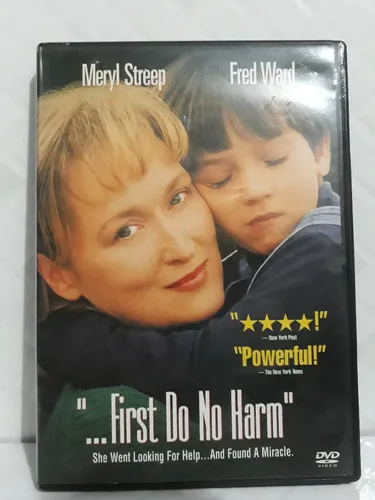 Meryl Streep Fred Ward
"★★★★!"
— New York Post
"Powerful!"
— The New York News
"...First Do No Harm"
She Went Looking For Help...And Found A Miracle.
DVD
VIDEO